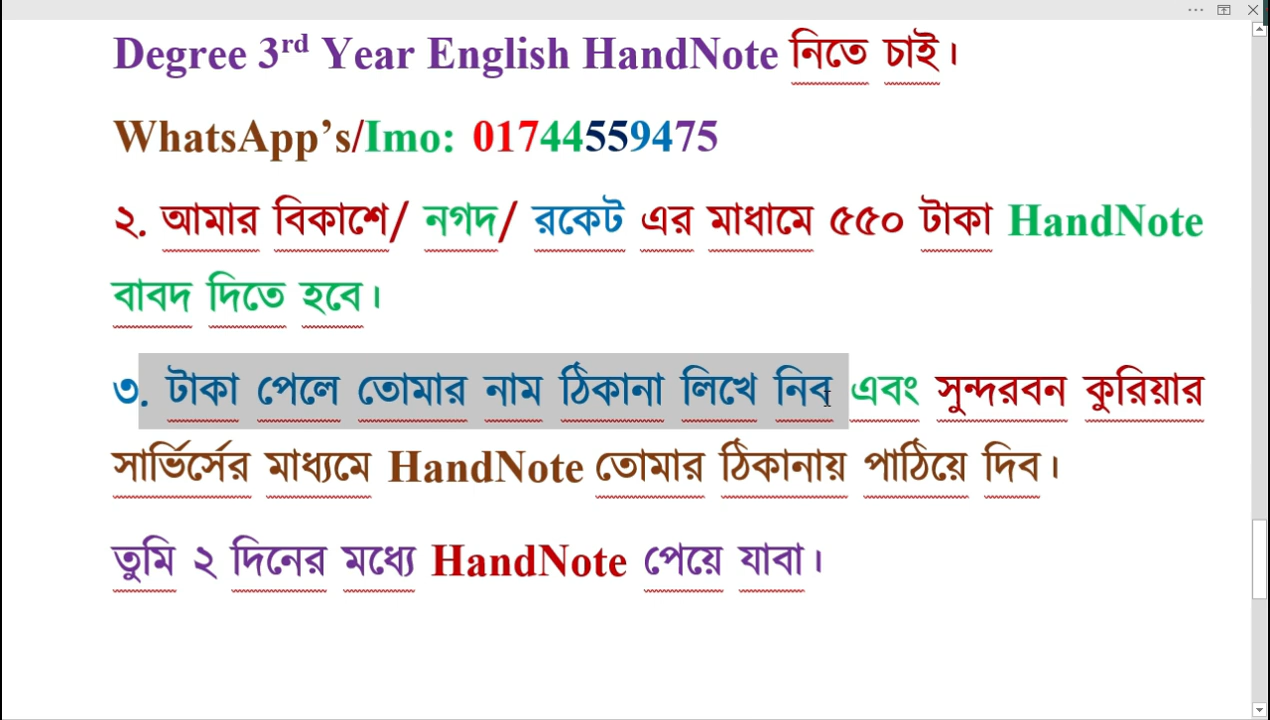 Degree 3rd Year English HandNote নিতে চাই।
WhatsApp’s/Imo: 01744559475
২. আমার বিকাশে/ নগদ/ রকেট এর মাধামে ৫৫০ টাকা HandNote
বাবদ দিতে হবে।
৩. টাকা পেলে তোমার নাম ঠিকানা লিখে নিব এবং সুন্দরবন কুরিয়ার
সার্ভির্সের মাধ্যমে HandNote তোমার ঠিকানায় পাঠিয়ে দিব।
তুমি ২ দিনের মধ্যে HandNote পেয়ে যাবা।